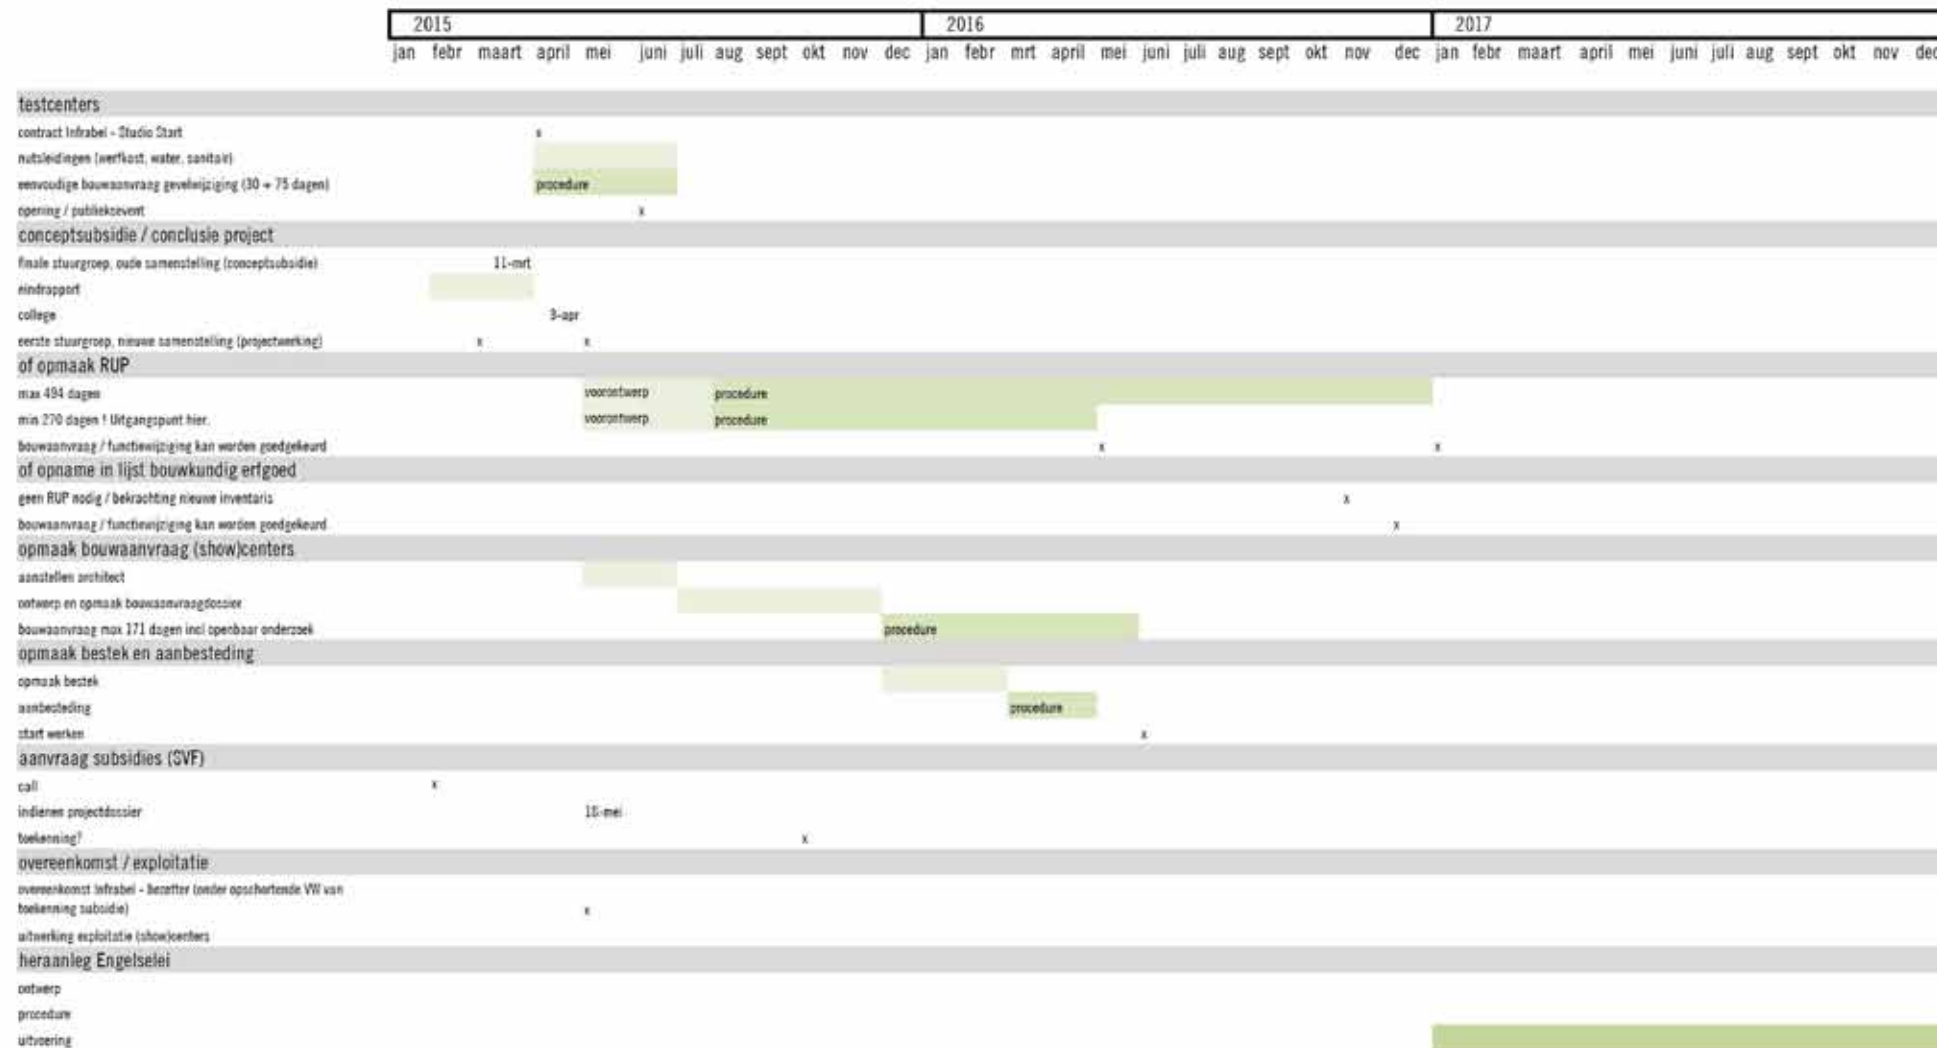 2015 2016 2017
jan febr maart april mei juni juli aug sept okt nov dec jan febr mrt april mei juni juli aug sept okt nov dec jan febr maart april mei juni juli aug sept okt nov dec
testcenters
contract Infrabel - Studio Start x
nutsleidingen (werfkast, water, sanitair)
eenvoudige bouwaanvraag gevelwijziging (30 + 75 dagen) procedure
opening / publieksevent x
conceptsubsidie / conclusie project
finale stuurgroep, oude samenstelling (conceptsubsidie) 11-mrt
eindrapport
college 3-apr
eerste stuurgroep, nieuwe samenstelling (projectwerking) x x
of opmaak RUP
max 494 dagen voorontwerp procedure
min 270 dagen ! Uitgangspunt hier. voorontwerp procedure
bouwaanvraag / functiewijziging kan worden goedgekeurd x x
of opname in lijst bouwkundig erfgoed
geen RUP nodig / bekrachting nieuwe inventaris x
bouwaanvraag / functiewijziging kan worden goedgekeurd x
opmaak bouwaanvraag (show)centers
aanstellen architect
ontwerp en opmaak bouwaanvraagdossier
bouwaanvraag max 171 dagen incl openbaar onderzoek procedure
opmaak bestek en aanbesteding
opmaak bestek
aanbesteding procedure
start werken x
aanvraag subsidies (SVF)
call x
indienen projectdossier 18-mei
toekenning? x
overeenkomst / exploitatie
overeenkomst Infrabel - bezetter (onder opschortende VW van
toekenning subsidie) x
uitwerking exploitatie (show)centers
heraanleg Engelselei
ontwerp
procedure
uitvoering